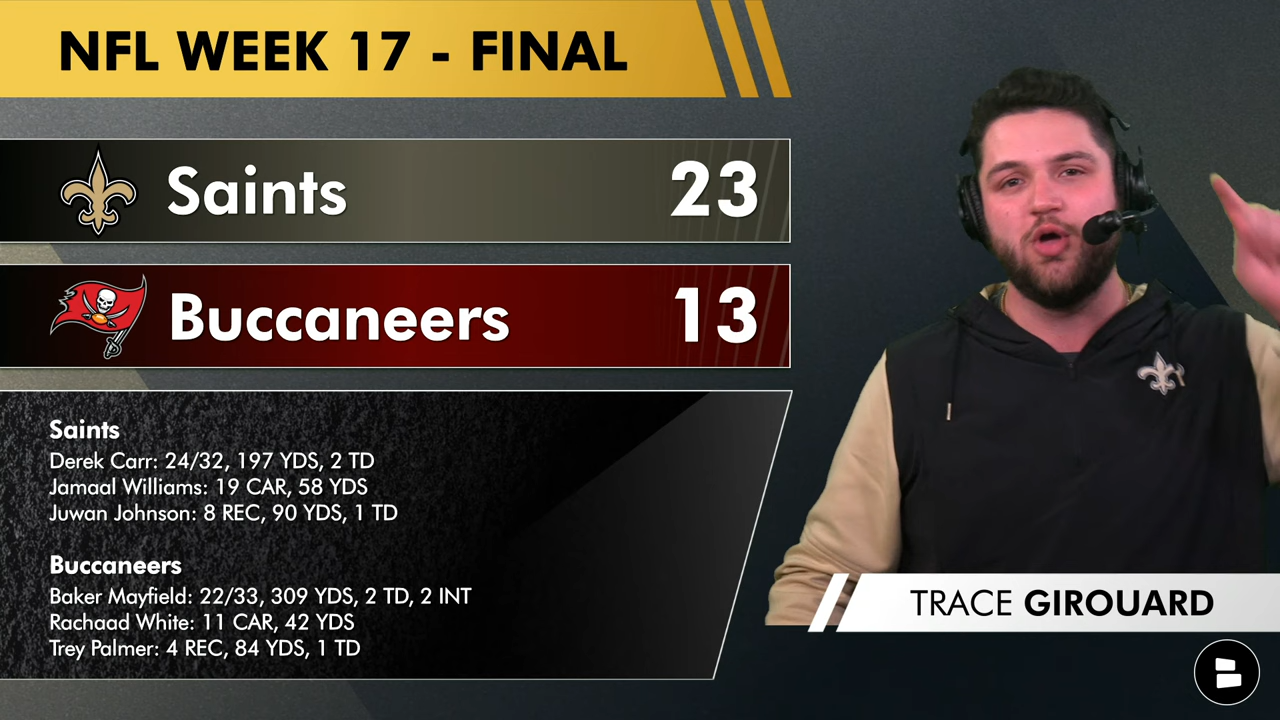 NFL WEEK 17 - FINAL
Saints 23
Buccaneers 13
Saints
Derek Carr: 24/32, 197 YDS, 2 TD
Jamaal Williams: 19 CAR, 58 YDS
Juwan Johnson: 8 REC, 90 YDS, 1 TD
Buccaneers
Baker Mayfield: 22/33, 309 YDS, 2 TD, 2 INT
Rachaad White: 11 CAR, 42 YDS
Trey Palmer: 4 REC, 84 YDS, 1 TD
TRACE GIROUARD